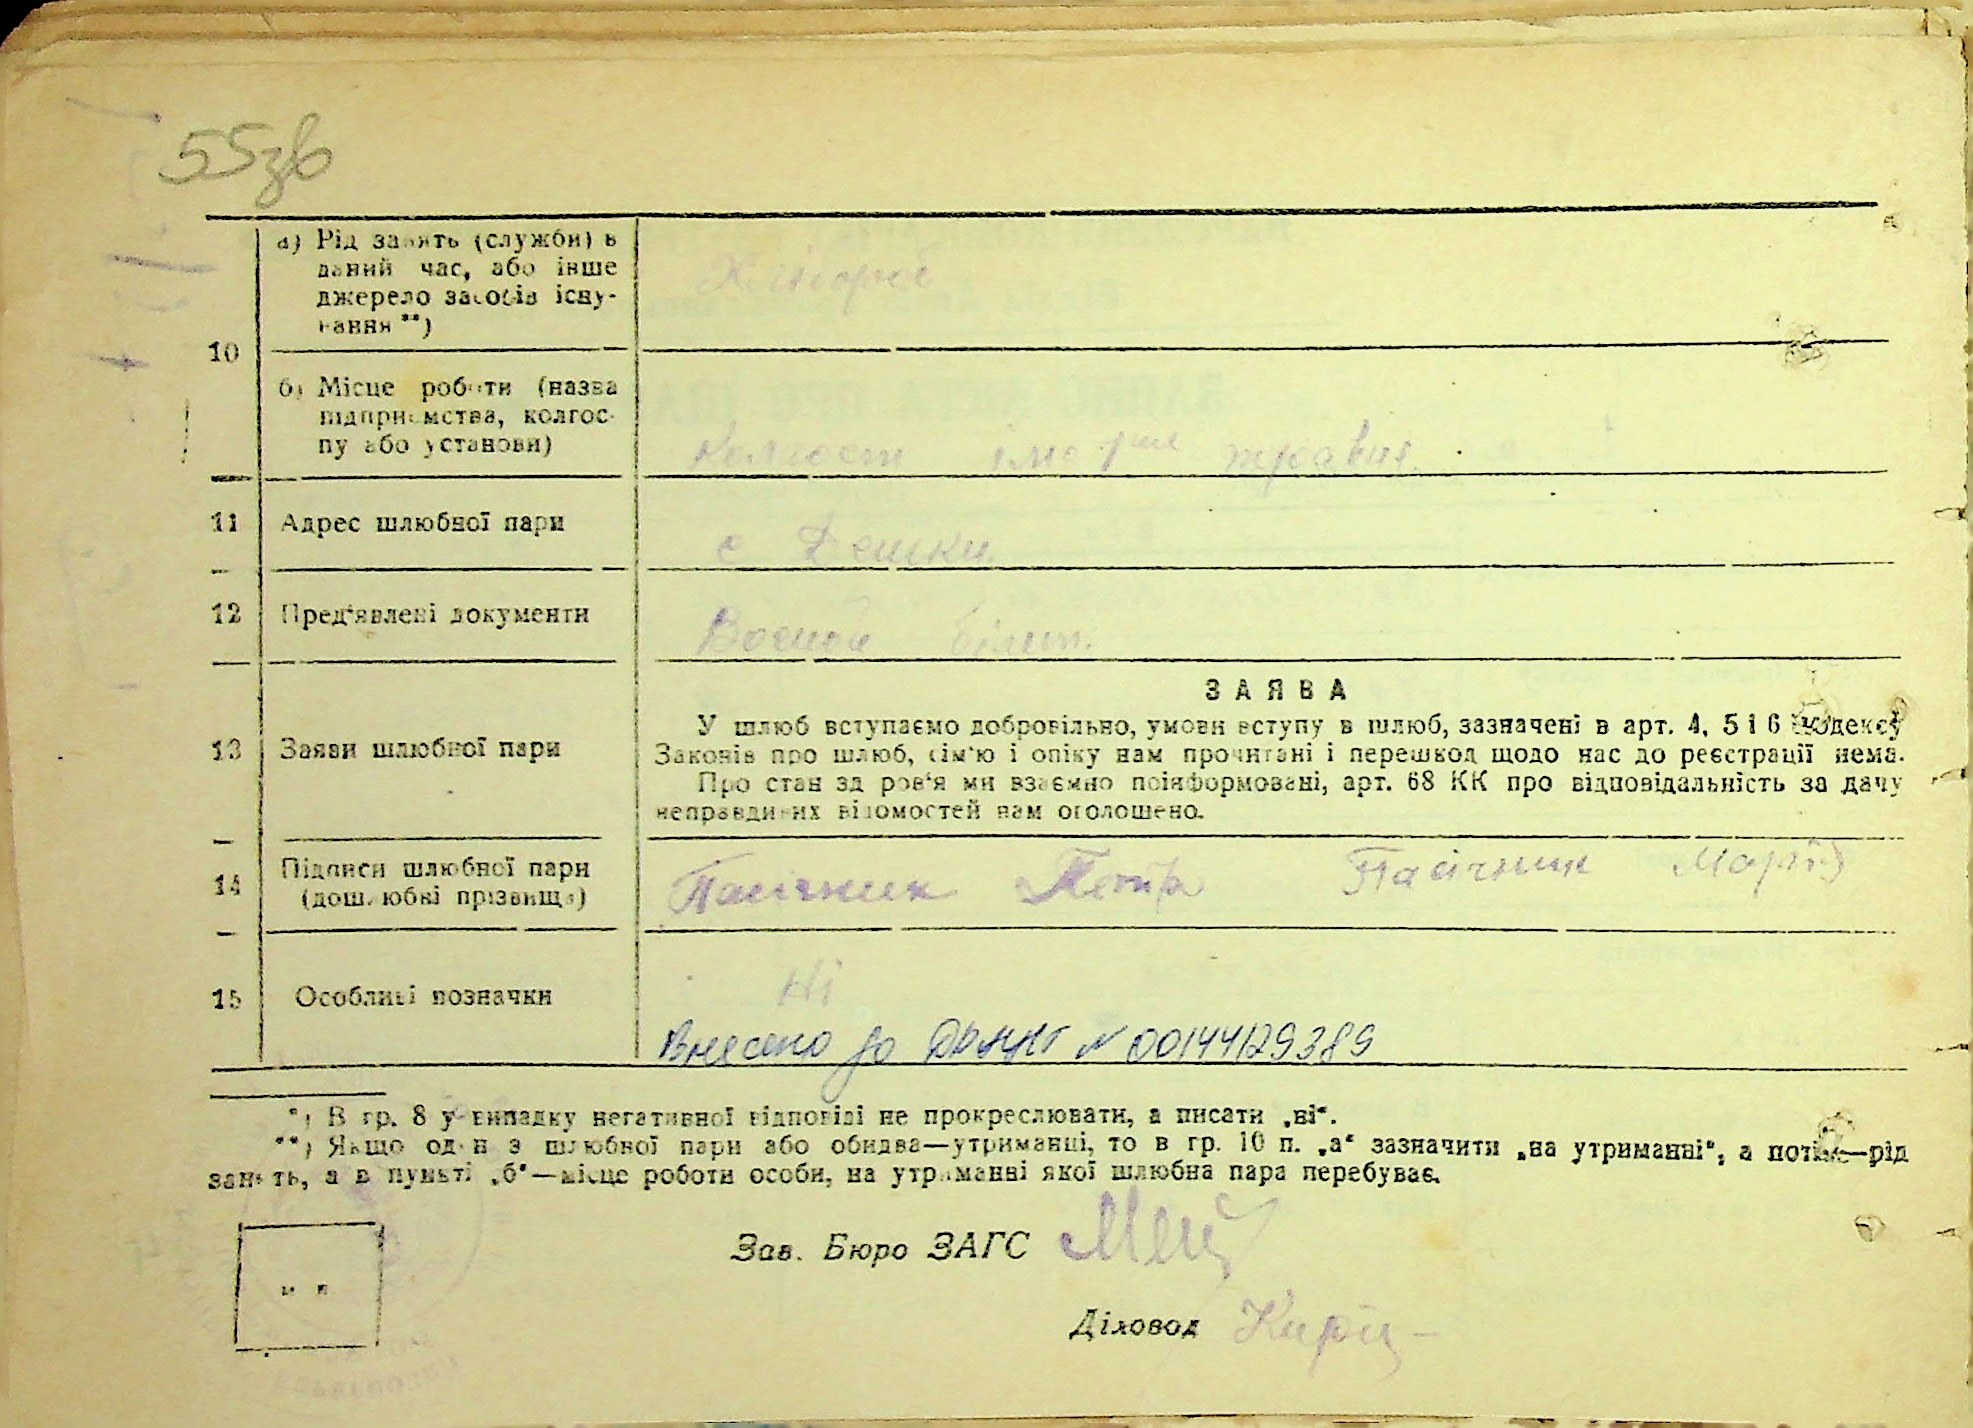 55зв
а) Рід занять (служби) в
даний час, або інше
джерело засобів існу-
вання **)
10
б) Місце роботи (назва
підприємства, колгос-
пу або установи)
Колгосп травня
11 Адрес шлюбної пари с Дешки
12 Пред'явлені документи Воєний білет.
ЗАЯВА
13 Заяви шлюбної пари
У шлюб вступаємо добровільно, умови вступу в шлюб, зазначені в арт. 4, 5 і 6 Кодексу
Законів про шлюб, сім'ю і опіку нам прочитані і перешкод щодо нас до реєстрації нема.
Про стан здоров'я ми взаємно поінформовані, арт. 68 КК про відповідальність за дачу
неправдивих відомостей нам оголошено.
14 Підписи шлюбної пари
(дошлюбні прізвища)
Пасічник Петро Пасічник Марія
15 Особливі позначки
Ні
Внесено до № 00144129389
*) В гр. 8 у випадку негативної відповіді не прокреслювати, а писати „ні“.
**) Якщо один з шлюбної пари або обидва—утриманці, то в гр. 10 п. „а“ зазначити „на утриманні“, а потім—рід
занять, а в пункті „б“—місце роботи особи, на утриманні якої шлюбна пара перебуває.
Зав. Бюро ЗАГС
м п
Діловод